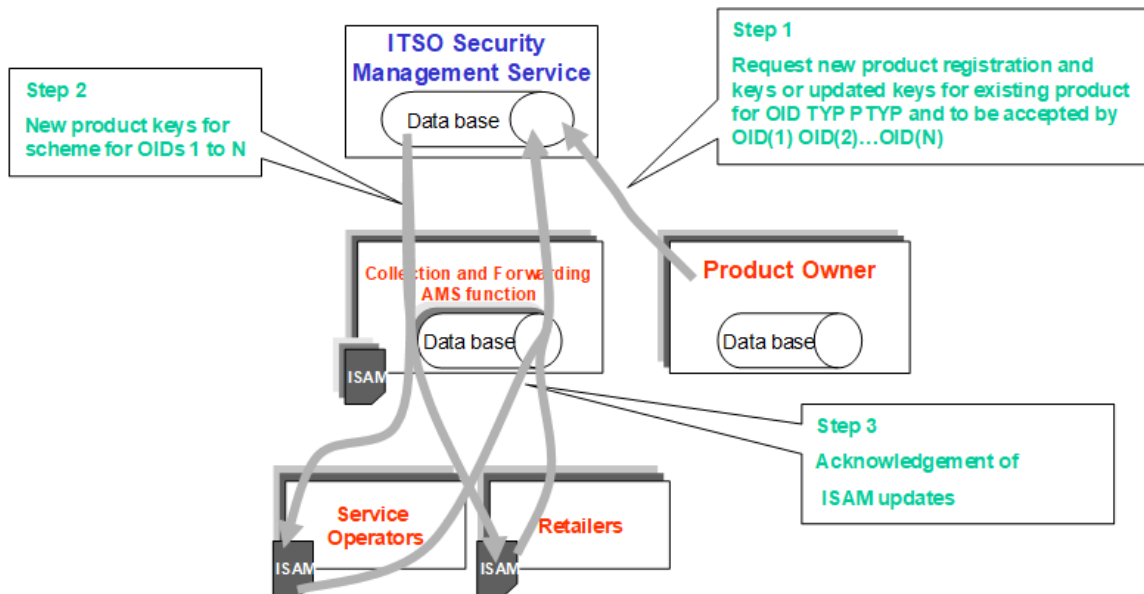 ITSO Security
Management Service
Data base
Step 1
Request new product registration and
keys or updated keys for existing product
for OID TYP PTYP and to be accepted by
OID(1) OID(2)...OID(N)
Step 2
New product keys for
scheme for OIDs 1 to N
Collection and Forwarding
AMS function
Data base
ISAM
Product Owner
Data base
Step 3
Acknowledgement of
ISAM updates
Service
Operators
ISAM
Retailers
ISAM